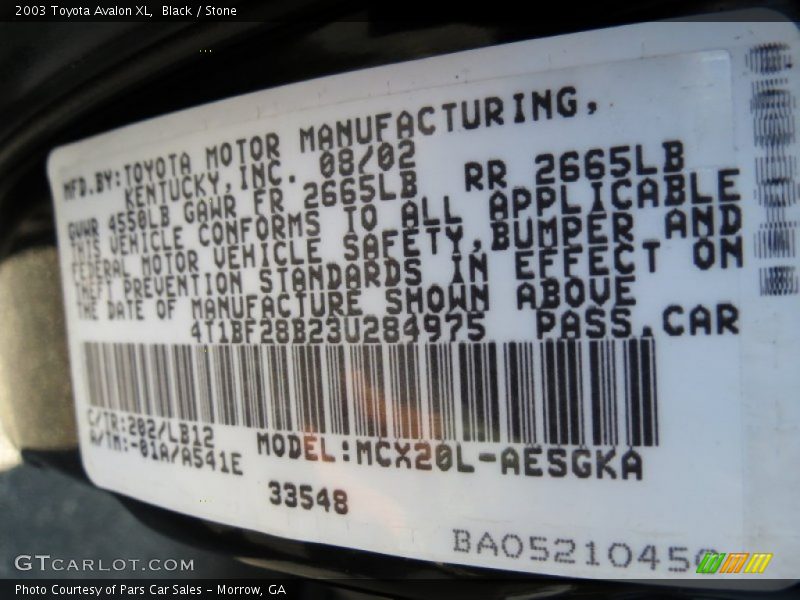 2003 Toyota Avalon XL, Black / Stone
MFD.BY:TOYOTA MOTOR MANUFACTURING,
KENTUCKY,INC. 08/02
GVWR 4550LB GAWR FR 2665LB RR 2665LB
THIS VEHICLE CONFORMS TO ALL APPLICABLE
FEDERAL MOTOR VEHICLE SAFETY,BUMPER AND
THEFT PREVENTION STANDARDS IN EFFECT ON
THE DATE OF MANUFACTURE SHOWN ABOVE
4T1BF28B23U284975 PASS.CAR
C/TR:202/LB12
A/TM:-01A/A541E
MODEL:MCX20L-AESGKA
33548
BA05210450
GTCARLOT.COM
Photo Courtesy of Pars Car Sales - Morrow, GA